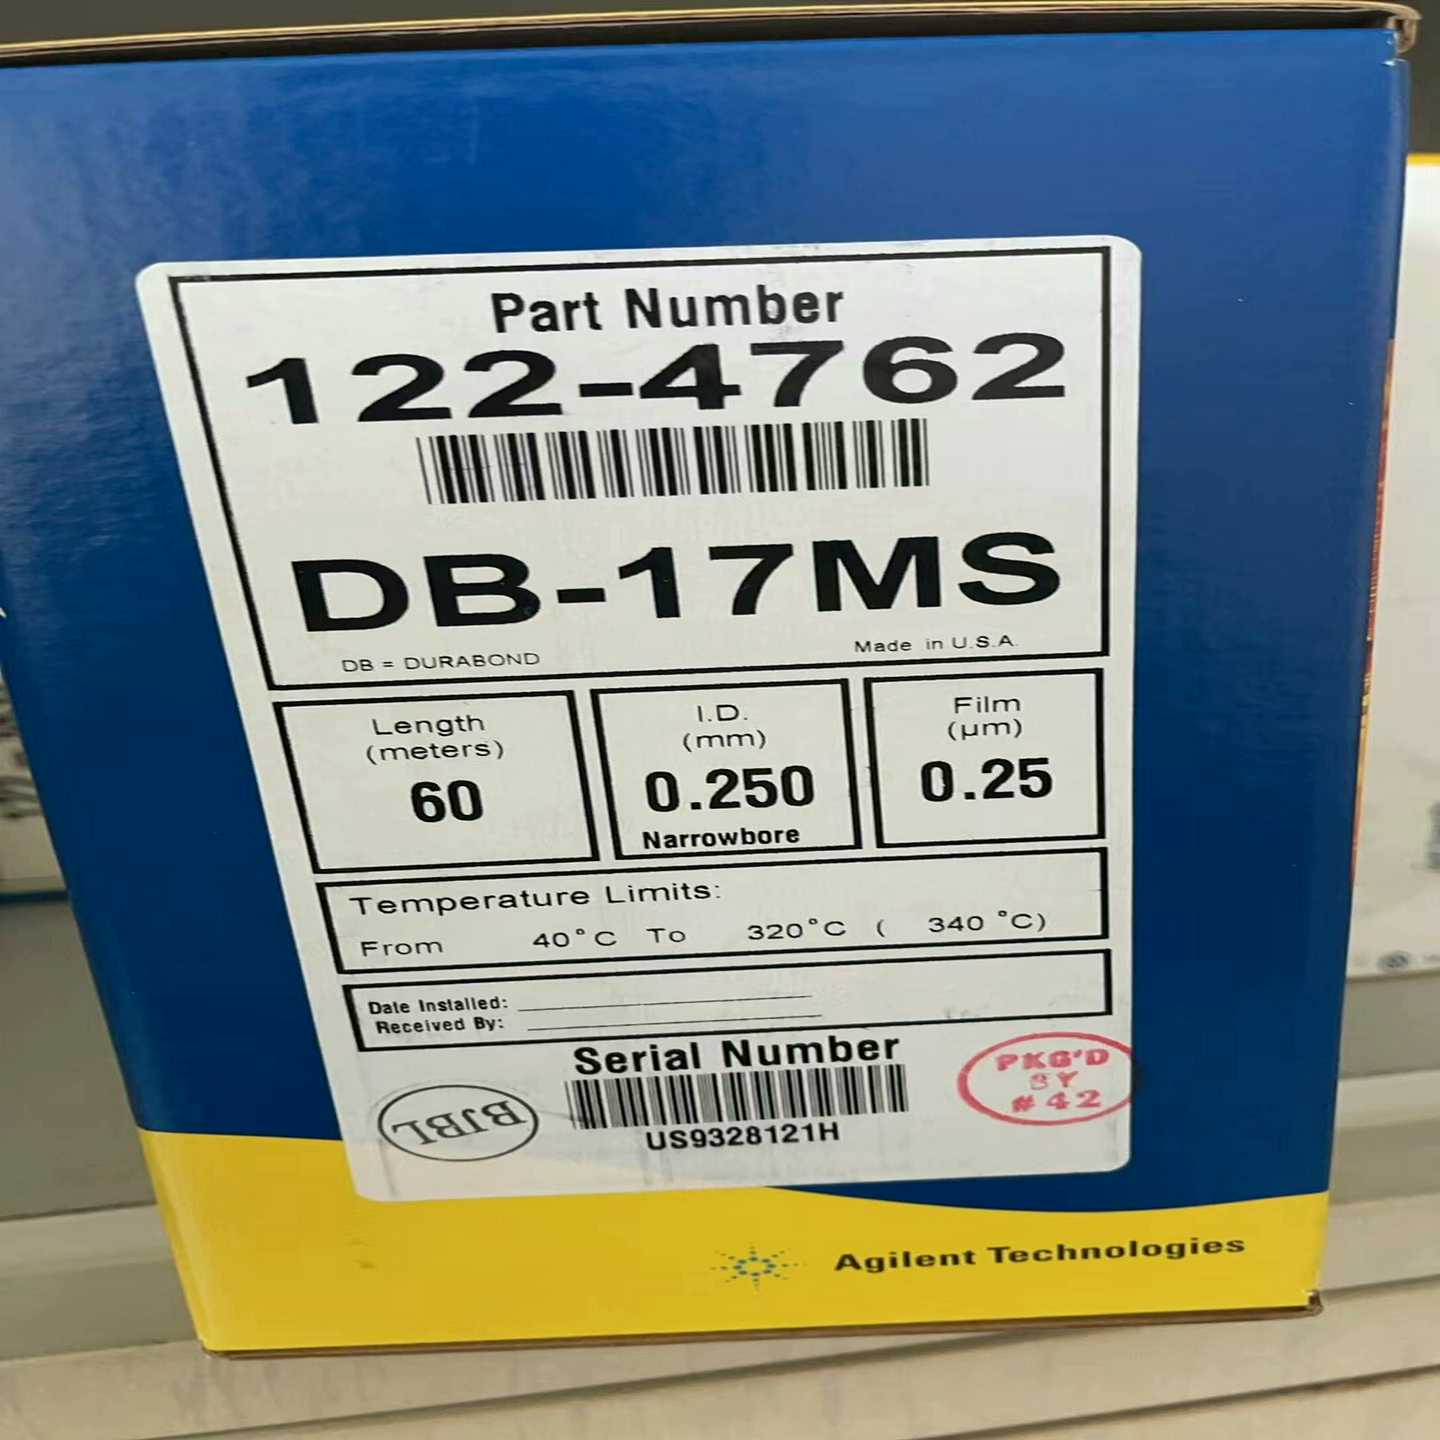 Part Number
122-4762
DB-17MS
DB = DURABOND
Made in U.S.A.
Length
(meters)
60
I.D.
(mm)
0.250
Narrowbore
Film
(µm)
0.25
Temperature Limits:
From 40°C To 320°C ( 340 °C)
Date Installed:
Received By:
Serial Number
US9328121H
BJBL
PKG'D
BY
#42
Agilent Technologies